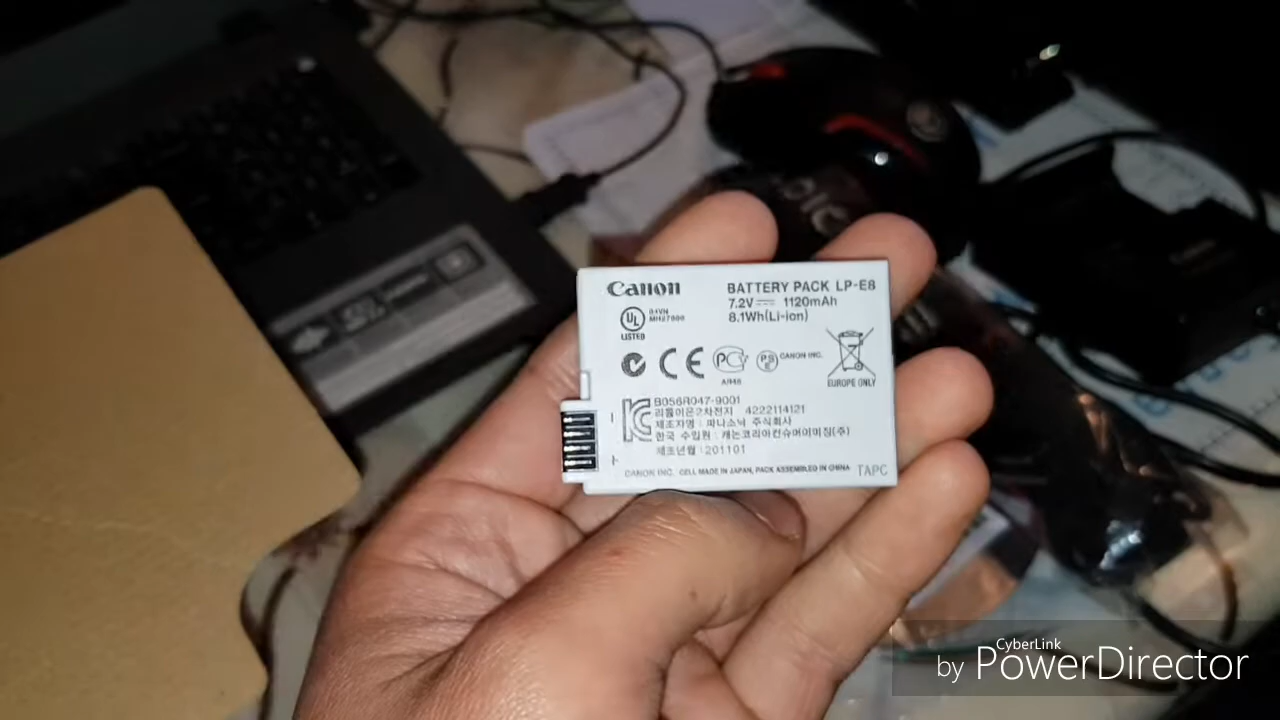 Canon
BATTERY PACK LP-E8
7.2V⎓ 1120mAh
8.1Wh(Li-ion)
UL
LISTED
CE
PS
E
CANON INC.
EUROPE ONLY
B056R047-9001
리튬이온2차전지 4222114121
제조자명 : 파나소닉 주식회사
한국 수입원 : 캐논코리아컨슈머이미징(주)
제조년월 : 201101
CANON INC. CELL MADE IN JAPAN, PACK ASSEMBLED IN CHINA TAPC
CyberLink
by PowerDirector